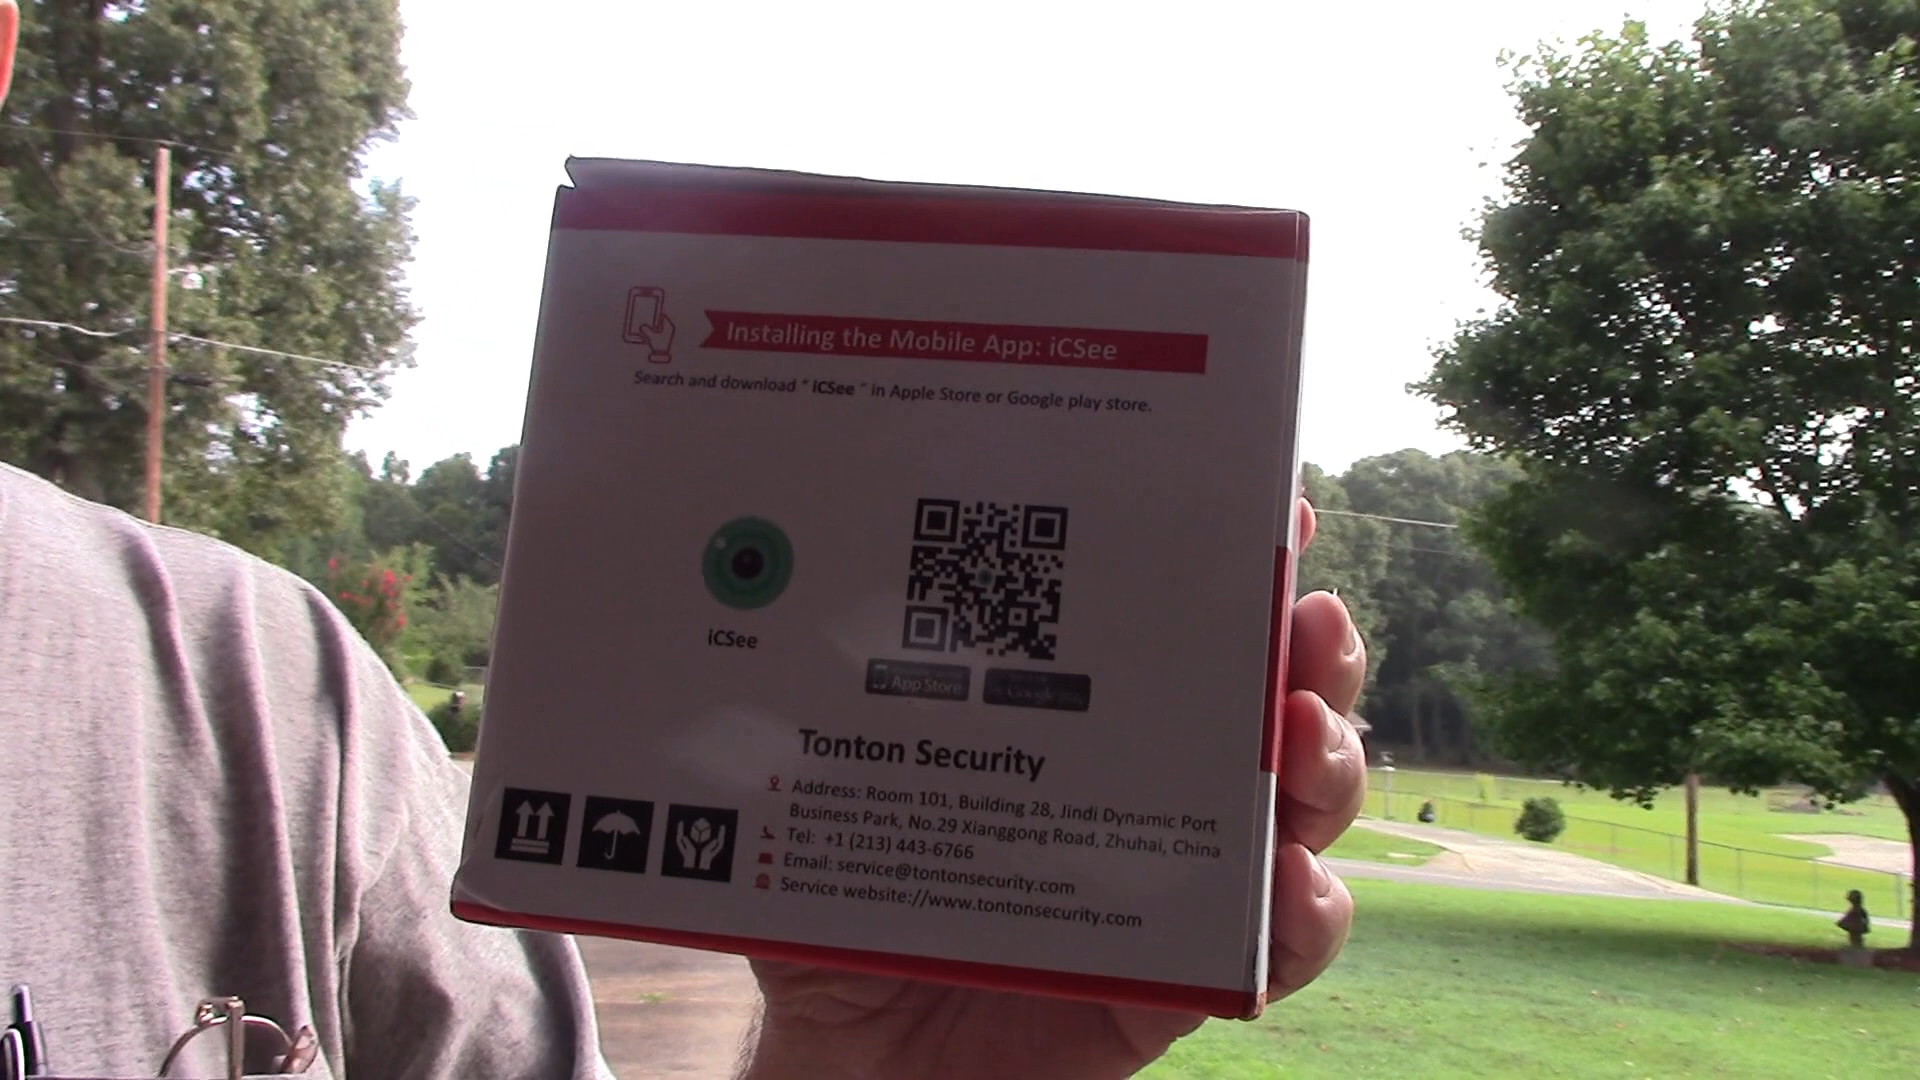 Installing the Mobile App: iCSee
Search and download " iCSee " in Apple Store or Google play store.
iCSee
App Store
Google
Tonton Security
Address: Room 101, Building 28, Jindi Dynamic Port
Business Park, No.29 Xianggong Road, Zhuhai, China
Tel: +1 (213) 443-6766
Email: service@tontonsecurity.com
Service website://www.tontonsecurity.com